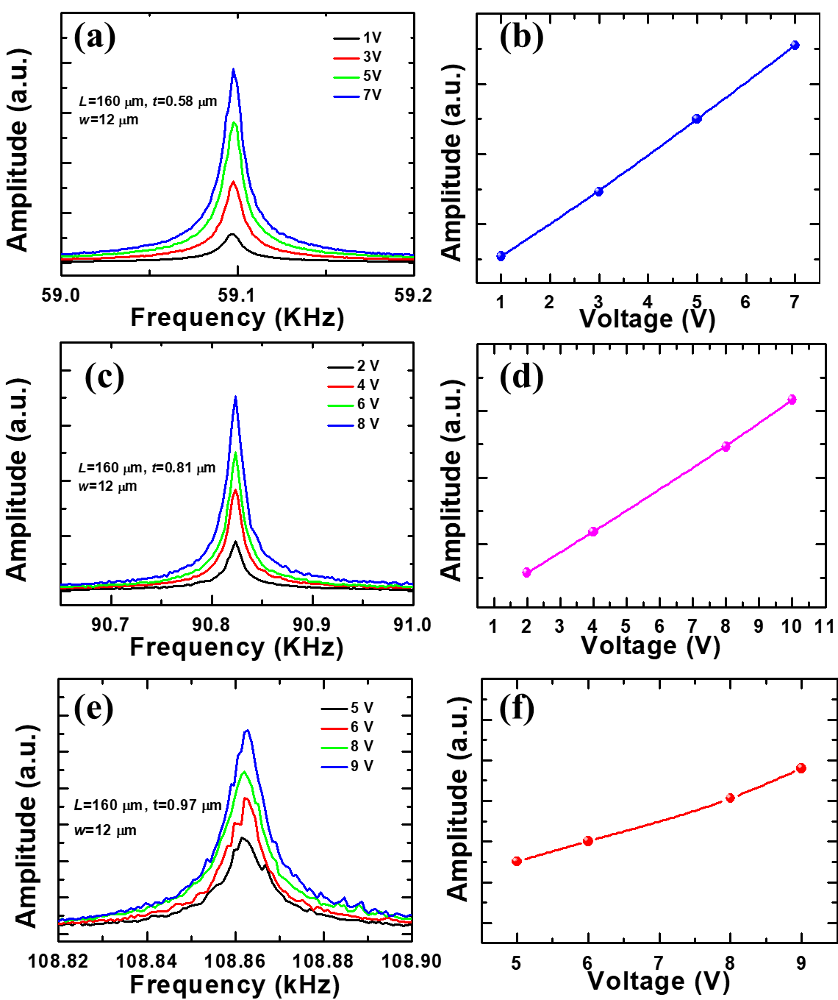 (a)
1V
3V
5V
7V
L=160 μm, t=0.58 μm
w=12 μm
Amplitude (a.u.)
59.0 59.1 59.2
Frequency (KHz)
(b)
Amplitude (a.u.)
1 2 3 4 5 6 7
Voltage (V)
(c)
2 V
4 V
6 V
8 V
L=160 μm, t=0.81 μm
w=12 μm
Amplitude (a.u.)
90.7 90.8 90.9 91.0
Frequency (KHz)
(d)
Amplitude (a.u.)
1 2 3 4 5 6 7 8 9 10 11
Voltage (V)
(e)
5 V
6 V
8 V
9 V
L=160 μm, t=0.97 μm
w=12 μm
Amplitude (a.u.)
108.82 108.84 108.86 108.88 108.90
Frequency (kHz)
(f)
Amplitude (a.u.)
5 6 7 8 9
Voltage (V)